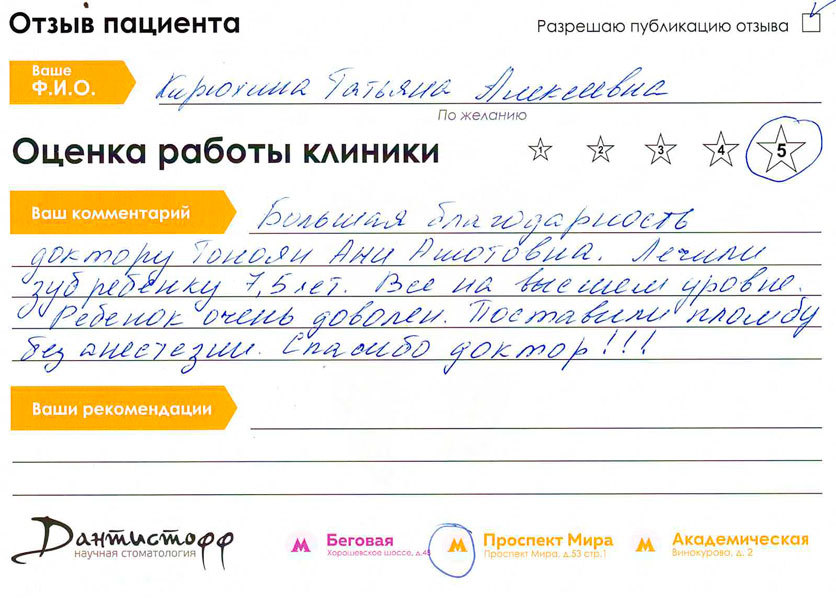 Отзыв пациента
Разрешаю публикацию отзыва
Ваше
Ф.И.О.
Кирюхина Татьяна Алексеевна
По желанию
Оценка работы клиники
1 2 3 4 5
Ваш комментарий
Большая благодарность
доктору Тоноян Ани Ашотовна. Лечили
зуб ребенку 7,5 лет. Все на высшем уровне.
Ребенок очень доволен. Поставили пломбу
без анестезии. Спасибо доктор!!!
Ваши рекомендации
Дантистофф
научная стоматология
Беговая
Хорошевское шоссе, д.48
Проспект Мира
Проспект Мира, д.53 стр.1
Академическая
Винокурова, д. 2